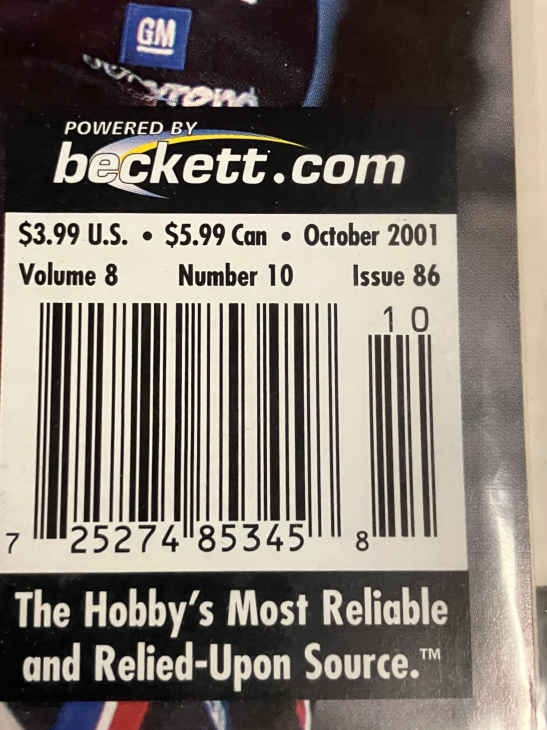 GM
POWERED BY
beckett.com
$3.99 U.S. • $5.99 Can • October 2001
Volume 8 Number 10 Issue 86
10
7 25274 85345 8
The Hobby's Most Reliable
and Relied-Upon Source.™